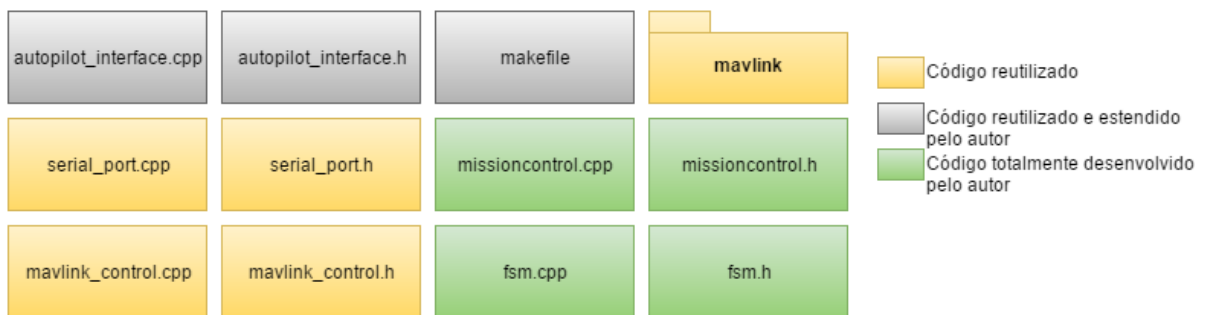 autopilot_interface.cpp
autopilot_interface.h
makefile
mavlink
serial_port.cpp
serial_port.h
missioncontrol.cpp
missioncontrol.h
mavlink_control.cpp
mavlink_control.h
fsm.cpp
fsm.h
Código reutilizado
Código reutilizado e estendido
pelo autor
Código totalmente desenvolvido
pelo autor